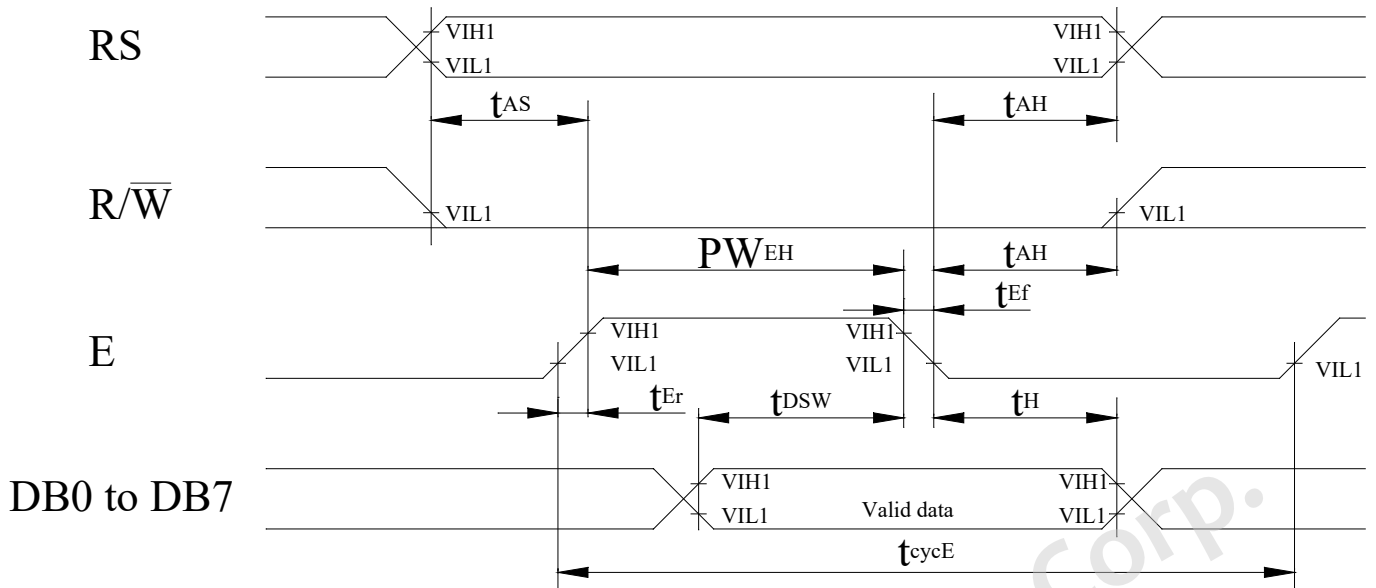 RS VIH1 VIH1
VIL1 VIL1
tAS tAH
R/W̅ VIL1 VIL1
PWEH tAH
tEf
E VIH1 VIH1
VIL1 VIL1 VIL1
tEr tDSW tH
DB0 to DB7 VIH1 VIH1
VIL1 Valid data VIL1
tcycE
Corp.